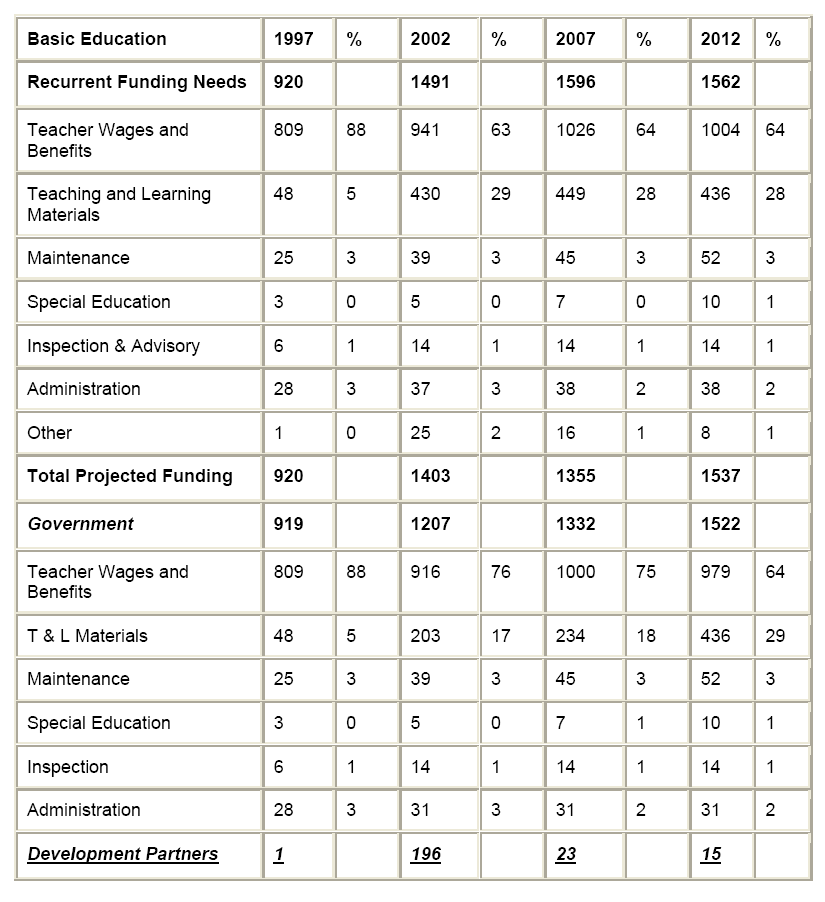 Basic Education 1997 % 2002 % 2007 % 2012 %
Recurrent Funding Needs 920 1491 1596 1562
Teacher Wages and 809 88 941 63 1026 64 1004 64
Benefits
Teaching and Learning 48 5 430 29 449 28 436 28
Materials
Maintenance 25 3 39 3 45 3 52 3
Special Education 3 0 5 0 7 0 10 1
Inspection & Advisory 6 1 14 1 14 1 14 1
Administration 28 3 37 3 38 2 38 2
Other 1 0 25 2 16 1 8 1
Total Projected Funding 920 1403 1355 1537
Government 919 1207 1332 1522
Teacher Wages and 809 88 916 76 1000 75 979 64
Benefits
T & L Materials 48 5 203 17 234 18 436 29
Maintenance 25 3 39 3 45 3 52 3
Special Education 3 0 5 0 7 1 10 1
Inspection 6 1 14 1 14 1 14 1
Administration 28 3 31 3 31 2 31 2
Development Partners 1 196 23 15